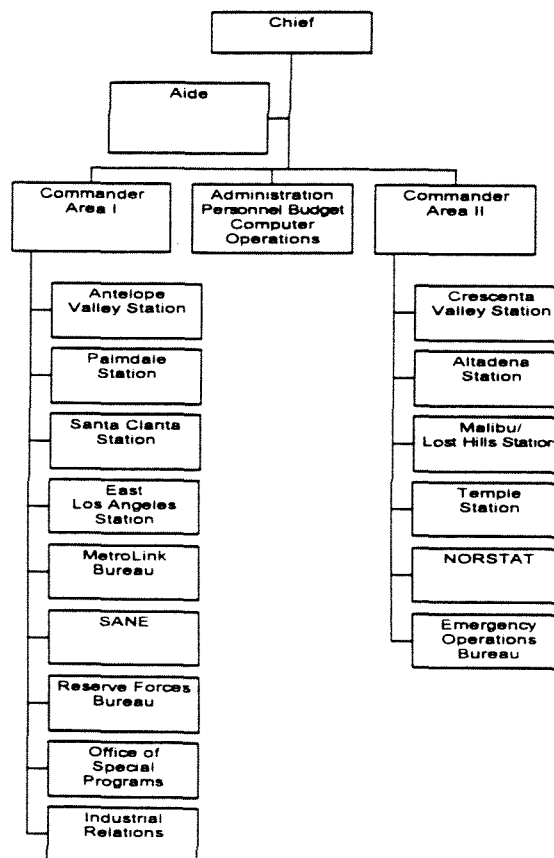 Chief
Aide
Commander
Area I
Administration
Personnel Budget
Computer
Operations
Commander
Area II
Antelope
Valley Station
Palmdale
Station
Santa Clanta
Station
East
Los Angeles
Station
MetroLink
Bureau
SANE
Reserve Forces
Bureau
Office of
Special
Programs
Industrial
Relations
Crescenta
Valley Station
Altadena
Station
Malibu/
Lost Hills Station
Temple
Station
NORSTAT
Emergency
Operations
Bureau